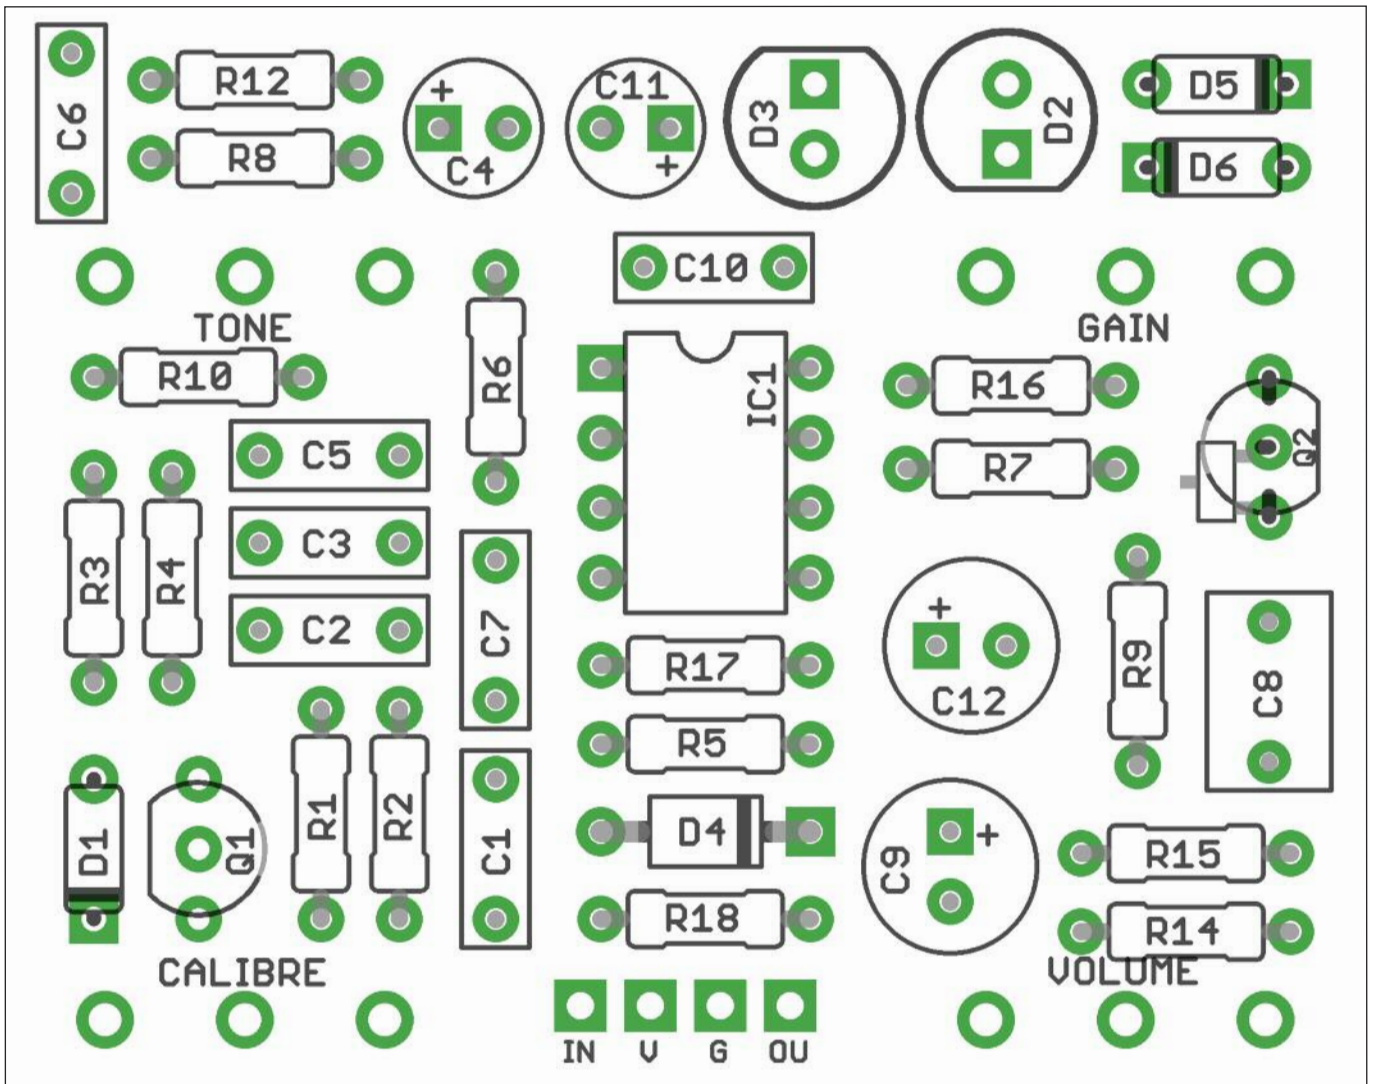 C6
R12
R8
+
C4
C11
+
D3
D2
D5
D6
TONE
C10
GAIN
R10
R6
IC1
R16
R7
Q2
C5
C3
C2
R3
R4
C7
R17
R5
+
C12
R9
C8
D1
Q1
R1
R2
C1
D4
R18
C9
+
R15
R14
CALIBRE
VOLUME
IN V G OU